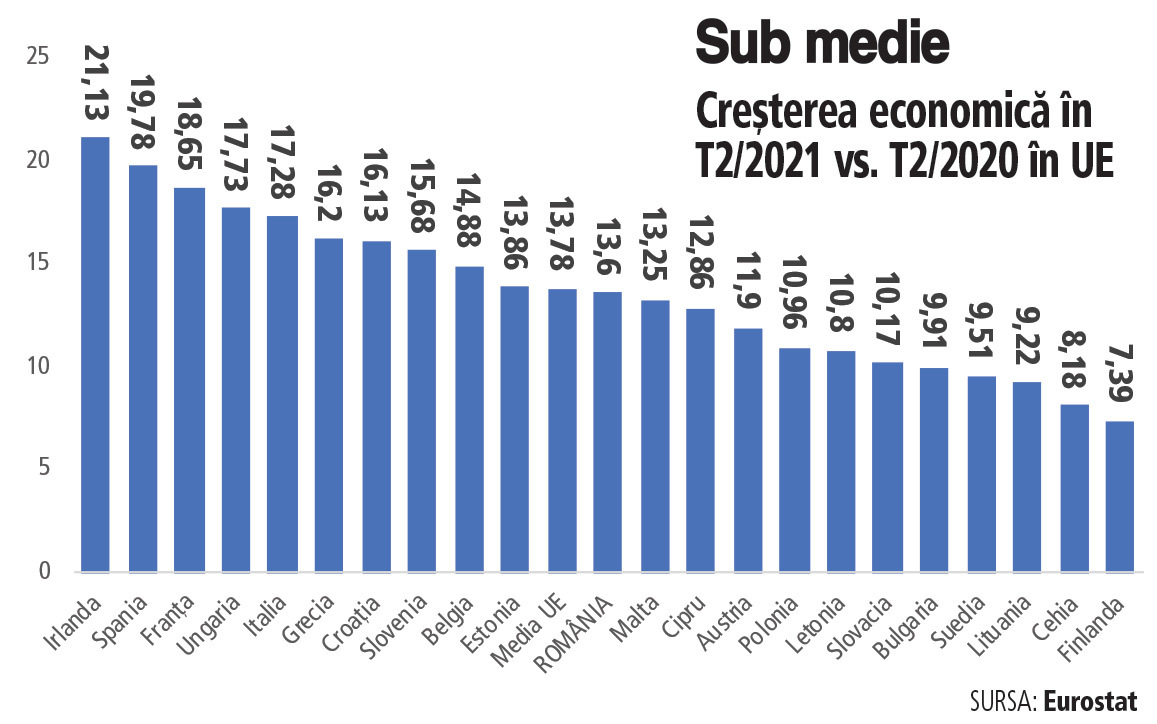 Sub medie
Creșterea economică în
T2/2021 vs. T2/2020 în UE
25
20
15
10
5
0
21,13
19,78
18,65
17,73
17,28
16,2
16,13
15,68
14,88
13,86
13,78
13,6
13,25
12,86
11,9
10,96
10,8
10,17
9,91
9,51
9,22
8,18
7,39
Irlanda
Spania
Franța
Ungaria
Italia
Grecia
Croația
Slovenia
Belgia
Estonia
Media UE
ROMÂNIA
Malta
Cipru
Austria
Polonia
Letonia
Slovacia
Bulgaria
Suedia
Lituania
Cehia
Finlanda
SURSA: Eurostat